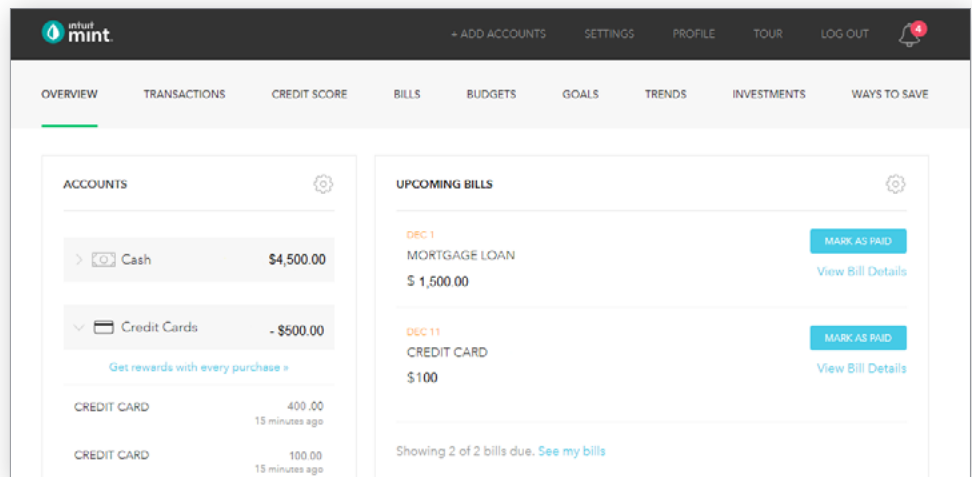 intuit
mint.
+ ADD ACCOUNTS SETTINGS PROFILE TOUR LOG OUT 4
OVERVIEW TRANSACTIONS CREDIT SCORE BILLS BUDGETS GOALS TRENDS INVESTMENTS WAYS TO SAVE
ACCOUNTS
Cash $4,500.00
Credit Cards - $500.00
Get rewards with every purchase »
CREDIT CARD 400 .00
15 minutes ago
CREDIT CARD 100.00
15 minutes ago
UPCOMING BILLS
DEC 1
MORTGAGE LOAN
$ 1,500.00
MARK AS PAID
View Bill Details
DEC 11
CREDIT CARD
$100
MARK AS PAID
View Bill Details
Showing 2 of 2 bills due. See my bills